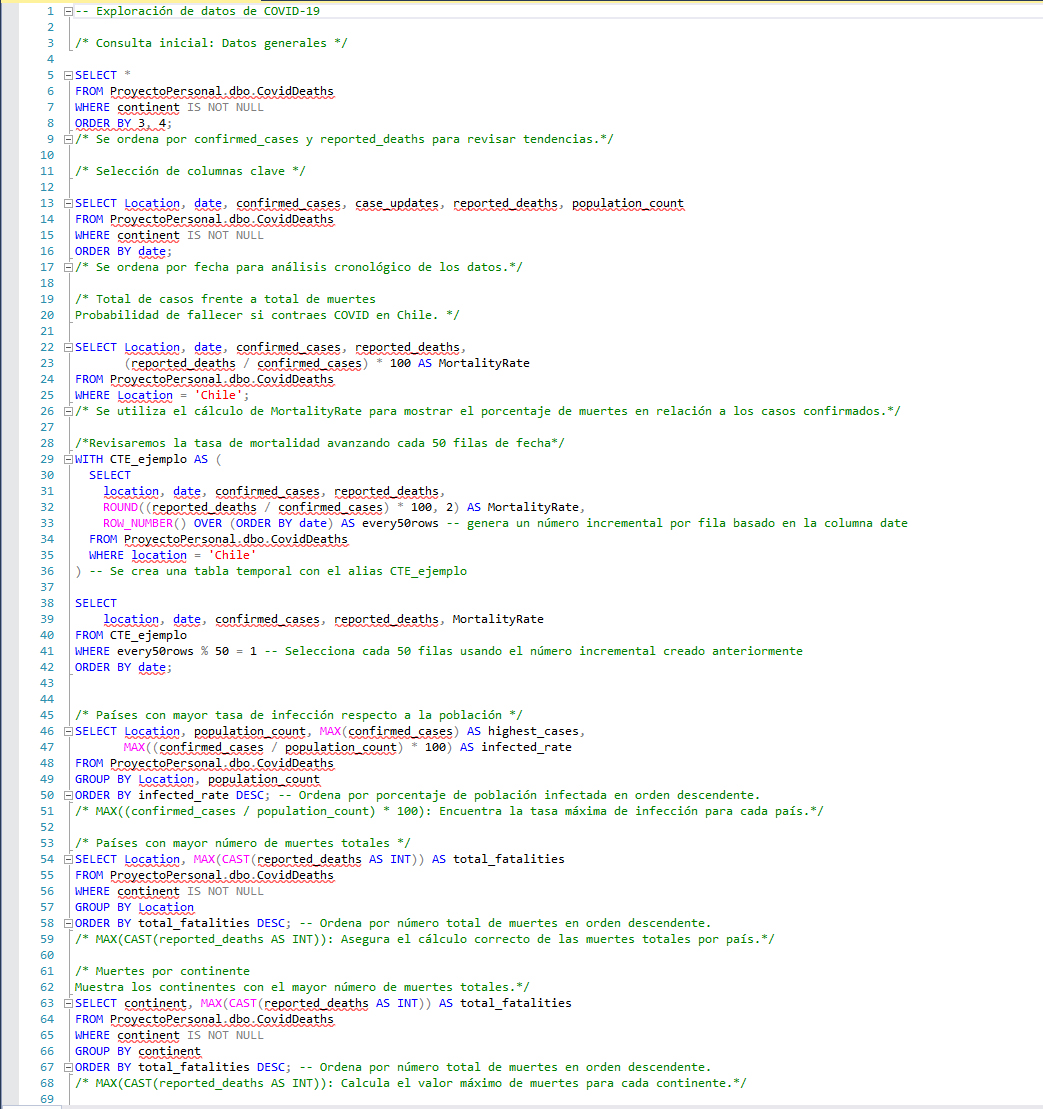 1 -- Exploración de datos de COVID-19
2
3 /* Consulta inicial: Datos generales */
4
5 SELECT *
6 FROM ProyectoPersonal.dbo.CovidDeaths
7 WHERE continent IS NOT NULL
8 ORDER BY 3, 4;
9 /* Se ordena por confirmed_cases y reported_deaths para revisar tendencias.*/
10
11 /* Selección de columnas clave */
12
13 SELECT Location, date, confirmed_cases, case_updates, reported_deaths, population_count
14 FROM ProyectoPersonal.dbo.CovidDeaths
15 WHERE continent IS NOT NULL
16 ORDER BY date;
17 /* Se ordena por fecha para análisis cronológico de los datos.*/
18
19 /* Total de casos frente a total de muertes
20 Probabilidad de fallecer si contraes COVID en Chile. */
21
22 SELECT Location, date, confirmed_cases, reported_deaths,
23 (reported_deaths / confirmed_cases) * 100 AS MortalityRate
24 FROM ProyectoPersonal.dbo.CovidDeaths
25 WHERE Location = 'Chile';
26 /* Se utiliza el cálculo de MortalityRate para mostrar el porcentaje de muertes en relación a los casos confirmados.*/
27
28 /*Revisaremos la tasa de mortalidad avanzando cada 50 filas de fecha*/
29 WITH CTE_ejemplo AS (
30 SELECT
31 location, date, confirmed_cases, reported_deaths,
32 ROUND((reported_deaths / confirmed_cases) * 100, 2) AS MortalityRate,
33 ROW_NUMBER() OVER (ORDER BY date) AS every50rows -- genera un número incremental por fila basado en la columna date
34 FROM ProyectoPersonal.dbo.CovidDeaths
35 WHERE location = 'Chile'
36 ) -- Se crea una tabla temporal con el alias CTE_ejemplo
37
38 SELECT
39 location, date, confirmed_cases, reported_deaths, MortalityRate
40 FROM CTE_ejemplo
41 WHERE every50rows % 50 = 1 -- Selecciona cada 50 filas usando el número incremental creado anteriormente
42 ORDER BY date;
43
44
45 /* Países con mayor tasa de infección respecto a la población */
46 SELECT Location, population_count, MAX(confirmed_cases) AS highest_cases,
47 MAX((confirmed_cases / population_count) * 100) AS infected_rate
48 FROM ProyectoPersonal.dbo.CovidDeaths
49 GROUP BY Location, population_count
50 ORDER BY infected_rate DESC; -- Ordena por porcentaje de población infectada en orden descendente.
51 /* MAX((confirmed_cases / population_count) * 100): Encuentra la tasa máxima de infección para cada país.*/
52
53 /* Países con mayor número de muertes totales */
54 SELECT Location, MAX(CAST(reported_deaths AS INT)) AS total_fatalities
55 FROM ProyectoPersonal.dbo.CovidDeaths
56 WHERE continent IS NOT NULL
57 GROUP BY Location
58 ORDER BY total_fatalities DESC; -- Ordena por número total de muertes en orden descendente.
59 /* MAX(CAST(reported_deaths AS INT)): Asegura el cálculo correcto de las muertes totales por país.*/
60
61 /* Muertes por continente
62 Muestra los continentes con el mayor número de muertes totales.*/
63 SELECT continent, MAX(CAST(reported_deaths AS INT)) AS total_fatalities
64 FROM ProyectoPersonal.dbo.CovidDeaths
65 WHERE continent IS NOT NULL
66 GROUP BY continent
67 ORDER BY total_fatalities DESC; -- Ordena por número total de muertes en orden descendente.
68 /* MAX(CAST(reported_deaths AS INT)): Calcula el valor máximo de muertes para cada continente.*/
69